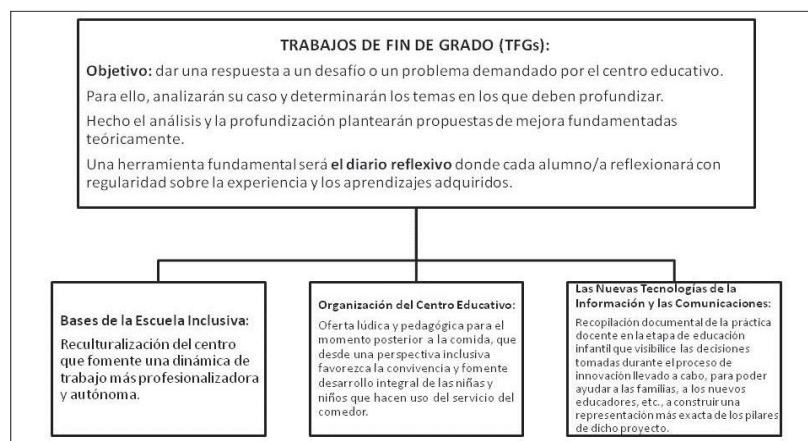 TRABAJOS DE FIN DE GRADO (TFGs):
Objetivo: dar una respuesta a un desafío o un problema demandado por el centro educativo.
Para ello, analizarán su caso y determinarán los temas en los que deben profundizar.
Hecho el análisis y la profundización plantearán propuestas de mejora fundamentadas
teóricamente.
Una herramienta fundamental será el diario reflexivo donde cada alumno/a reflexionará con
regularidad sobre la experiencia y los aprendizajes adquiridos.
Bases de la Escuela Inclusiva:
Reculturalización del centro
que fomente una dinámica de
trabajo más profesionalizadora
y autónoma.
Organización del Centro Educativo:
Oferta lúdica y pedagógica para el
momento posterior a la comida, que
desde una perspectiva inclusiva
favorezca la convivencia y fomente
desarrollo integral de las niñas y
niños que hacen uso del servicio del
comedor.
Las Nuevas Tecnologías de la
Información y las Comunicaciones:
Recopilación documental de la práctica
docente en la etapa de educación
infantil que visibilice las decisiones
tomadas durante el proceso de
innovación llevado a cabo, para poder
ayudar a las familias, a los nuevos
educadores, etc., a construir una
representación más exacta de los pilares
de dicho proyecto.